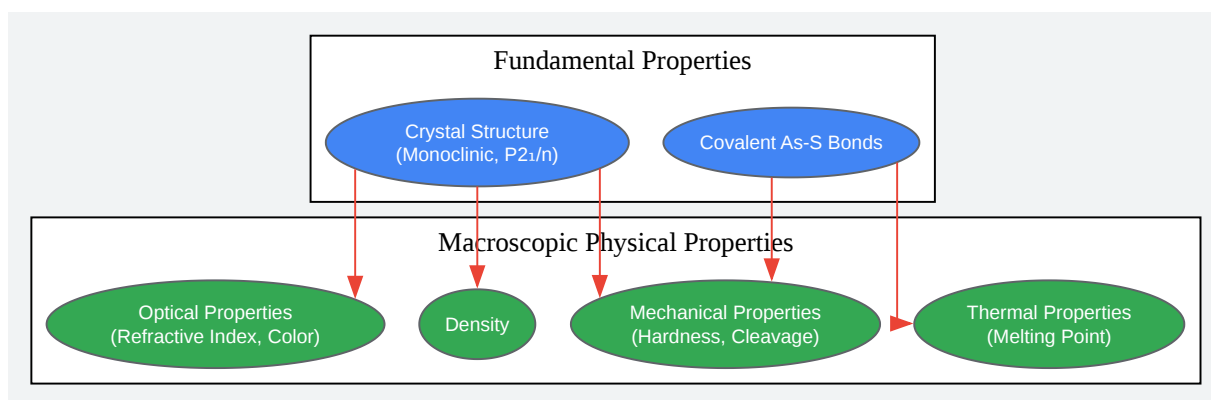 Fundamental Properties
Crystal Structure
(Monoclinic, P2₁/n)
Covalent As-S Bonds
Macroscopic Physical Properties
Optical Properties
(Refractive Index, Color)
Density
Mechanical Properties
(Hardness, Cleavage)
Thermal Properties
(Melting Point)